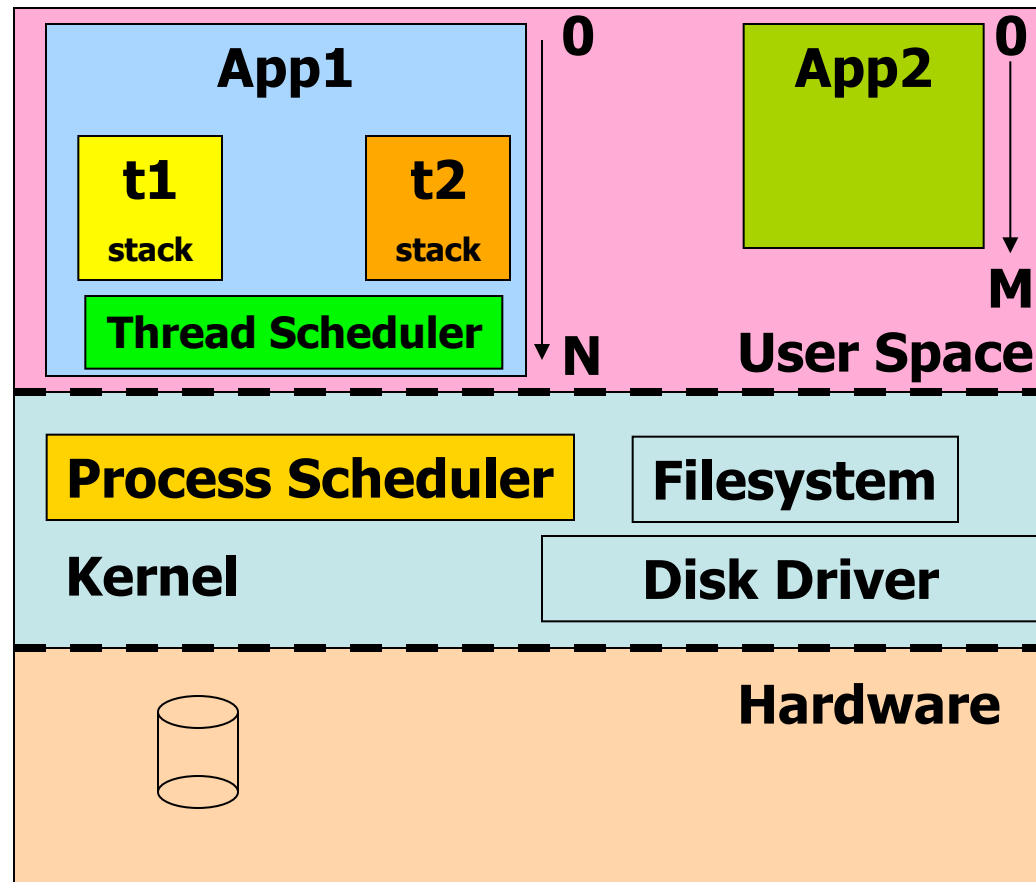 App1
0
t1
stack
t2
stack
Thread Scheduler
N
App2
0
M
User Space
Process Scheduler
Filesystem
Kernel
Disk Driver
Hardware